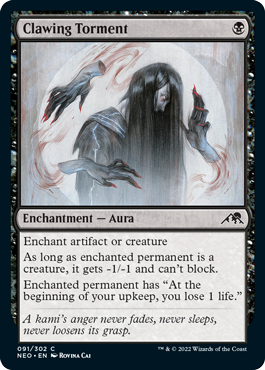 Clawing Torment
Enchantment — Aura
Enchant artifact or creature
As long as enchanted permanent is a
creature, it gets -1/-1 and can't block.
Enchanted permanent has "At the
beginning of your upkeep, you lose 1 life."
A kami's anger never fades, never sleeps,
never loosens its grasp.
091/302 C
NEO • EN Rovina Cai
™ & © 2022 Wizards of the Coast